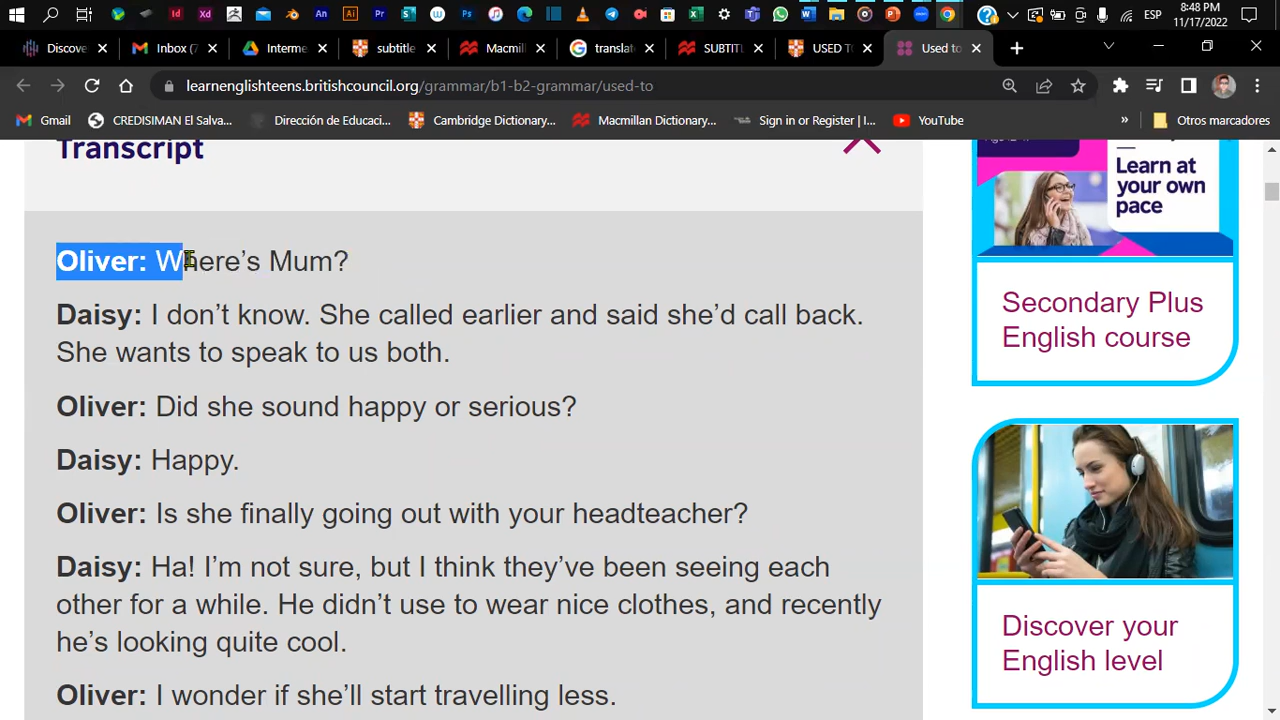 8:48 PM
ESP
11/17/2022
Discove
Inbox (7
Interme
subtitle
Macmill
translat
SUBTIT
USED T
Used to
learnenglishteens.britishcouncil.org/grammar/b1-b2-grammar/used-to
Gmail
CREDISIMAN El Salva...
Dirección de Educaci...
Cambridge Dictionary...
Macmillan Dictionary...
Sign in or Register | I...
YouTube
»
Otros marcadores
Transcript
Oliver: Where's Mum?
Daisy: I don't know. She called earlier and said she'd call back.
She wants to speak to us both.
Oliver: Did she sound happy or serious?
Daisy: Happy.
Oliver: Is she finally going out with your headteacher?
Daisy: Ha! I'm not sure, but I think they've been seeing each
other for a while. He didn't use to wear nice clothes, and recently
he's looking quite cool.
Oliver: I wonder if she'll start travelling less.
Learn at
your own
pace
Secondary Plus
English course
Discover your
English level